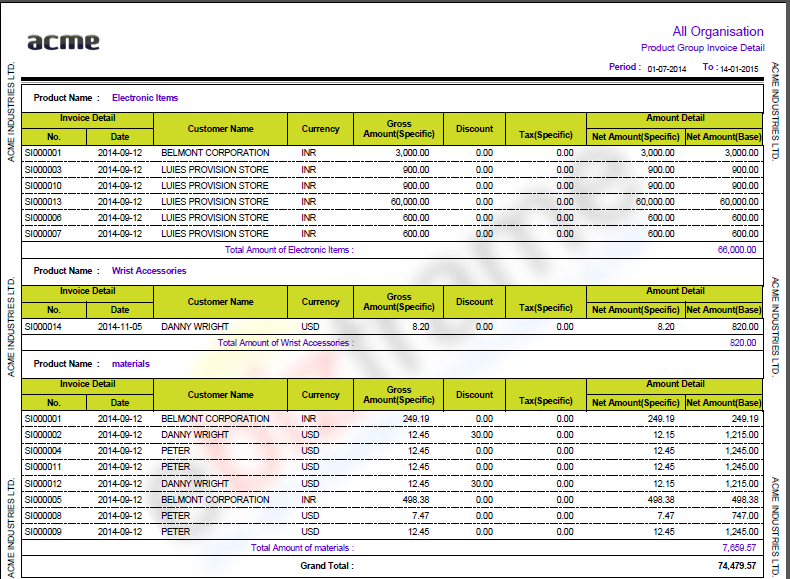 acme
All Organisation
Product Group Invoice Detail
Period : 01-07-2014 To : 14-01-2015
ACME INDUSTRIES LTD.
ACME INDUSTRIES LTD.
Product Name : Electronic Items
Invoice Detail Customer Name Currency Gross Amount(Specific) Discount Tax(Specific) Amount Detail
No. Date Net Amount(Specific) Net Amount(Base)
SI000001 2014-09-12 BELMONT CORPORATION INR 3,000.00 0.00 0.00 3,000.00 3,000.00
SI000003 2014-09-12 LUIES PROVISION STORE INR 900.00 0.00 0.00 900.00 900.00
SI000010 2014-09-12 LUIES PROVISION STORE INR 900.00 0.00 0.00 900.00 900.00
SI000013 2014-09-12 LUIES PROVISION STORE INR 60,000.00 0.00 0.00 60,000.00 60,000.00
SI000006 2014-09-12 LUIES PROVISION STORE INR 600.00 0.00 0.00 600.00 600.00
SI000007 2014-09-12 LUIES PROVISION STORE INR 600.00 0.00 0.00 600.00 600.00
Total Amount of Electronic Items : 66,000.00
ACME INDUSTRIES LTD.
ACME INDUSTRIES LTD.
Product Name : Wrist Accessories
Invoice Detail Customer Name Currency Gross Amount(Specific) Discount Tax(Specific) Amount Detail
No. Date Net Amount(Specific) Net Amount(Base)
SI000014 2014-11-05 DANNY WRIGHT USD 8.20 0.00 0.00 8.20 820.00
Total Amount of Wrist Accessories : 820.00
Product Name : materials
Invoice Detail Customer Name Currency Gross Amount(Specific) Discount Tax(Specific) Amount Detail
No. Date Net Amount(Specific) Net Amount(Base)
SI000001 2014-09-12 BELMONT CORPORATION INR 249.19 0.00 0.00 249.19 249.19
SI000002 2014-09-12 DANNY WRIGHT USD 12.45 30.00 0.00 12.15 1,215.00
SI000004 2014-09-12 PETER USD 12.45 0.00 0.00 12.45 1,245.00
SI000011 2014-09-12 PETER USD 12.45 0.00 0.00 12.45 1,245.00
SI000012 2014-09-12 DANNY WRIGHT USD 12.45 30.00 0.00 12.15 1,215.00
SI000005 2014-09-12 BELMONT CORPORATION INR 498.38 0.00 0.00 498.38 498.38
SI000008 2014-09-12 PETER USD 7.47 0.00 0.00 7.47 747.00
SI000009 2014-09-12 PETER USD 12.45 0.00 0.00 12.45 1,245.00
Total Amount of materials : 7,659.57
Grand Total : 74,479.57
ACME INDUSTRIES LTD.
ACME INDUSTRIES LTD.